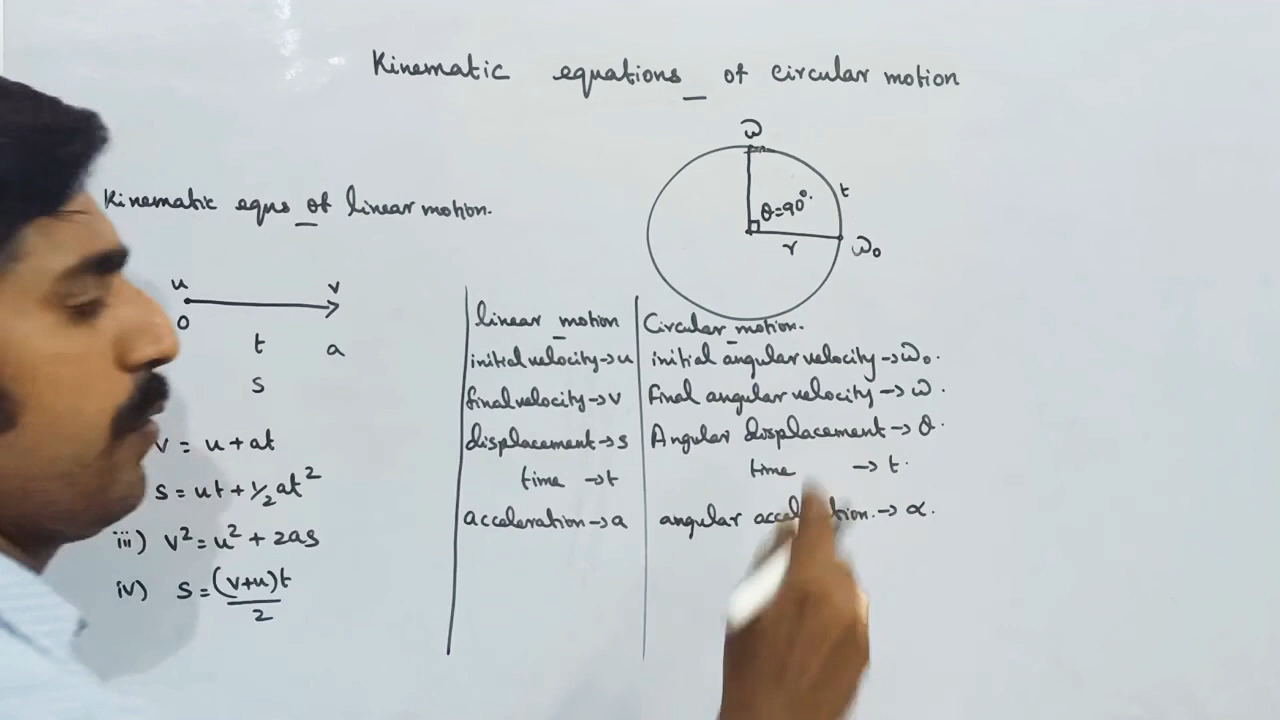 Kinematic equations of circular motion
ω
t
θ=90°.
r
ω₀
Kinematic eqns of linear motion.
u
v
0
t
a
s
v = u+at
s = ut+1/2at²
iii) v² = u² + 2as
iv) s = (v+u)t/2
linear motion
Circular motion.
initial velocity→u
initial angular velocity→ω₀.
final velocity→v
Final angular velocity→ω.
displacement→s
Angular displacement→θ.
time →t
time →t.
acceleration→a
angular acceleration.→α.